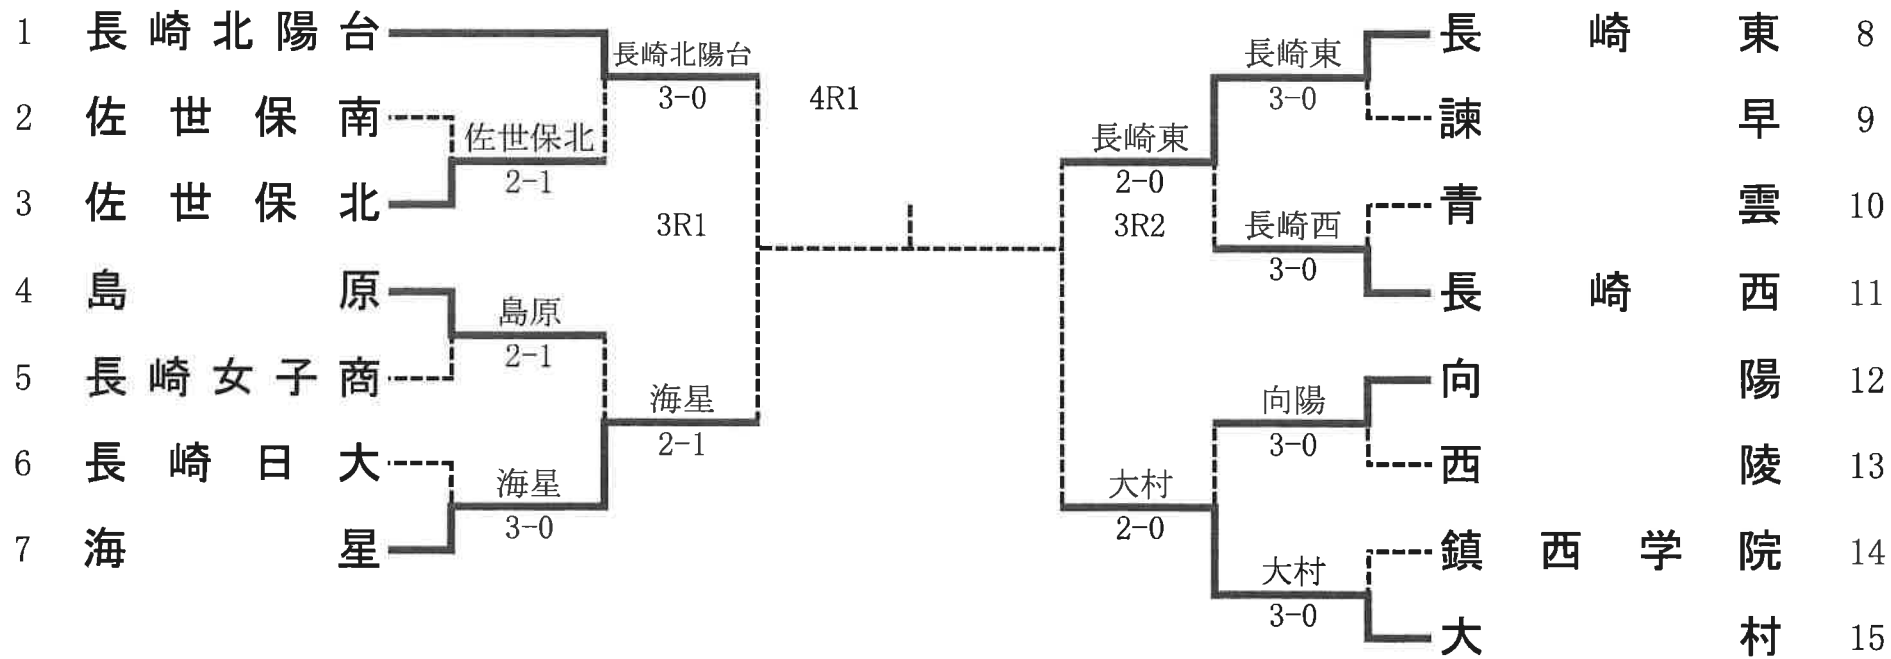 1 長崎北陽台
2 佐世保南
3 佐世保北
4 島原
5 長崎女子商
6 長崎日大
7 海星
長崎北陽台
3-0
佐世保北
2-1
島原
2-1
海星
3-0
海星
2-1
3R1
4R1
長崎東
2-0
3R2
大村
2-0
長崎東
3-0
長崎西
3-0
向陽
3-0
大村
3-0
長崎東 8
諫早 9
青雲 10
長崎西 11
向陽 12
西陵 13
鎮西学院 14
大村 15